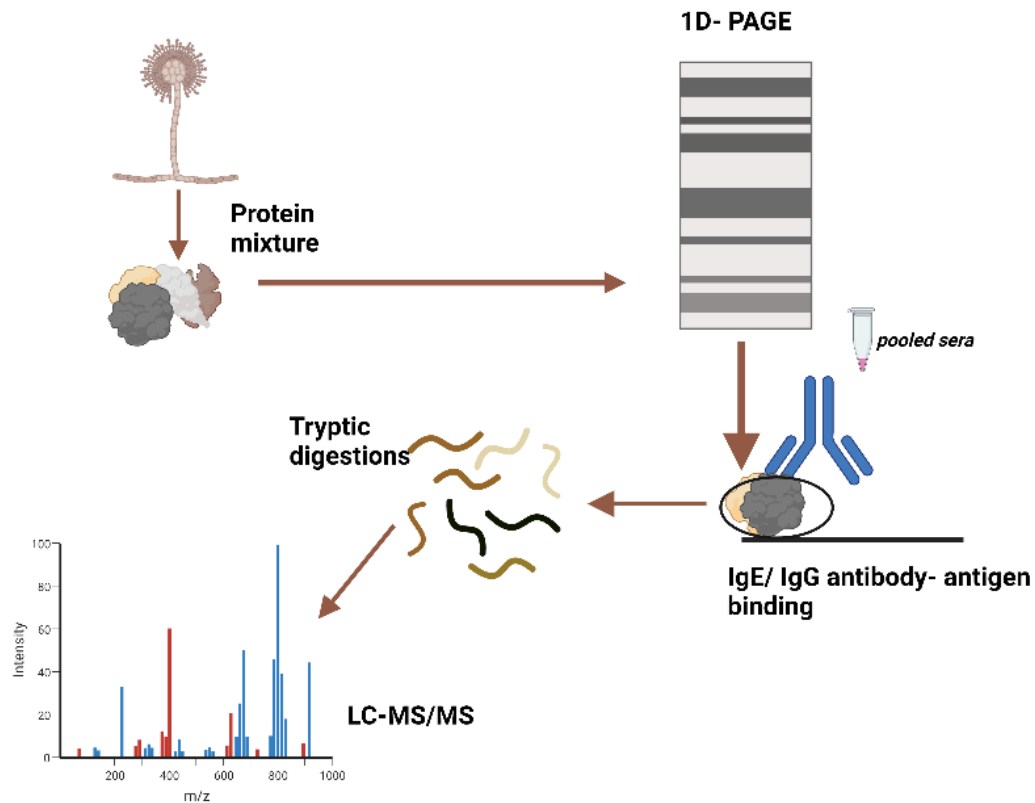 1D- PAGE
Protein
mixture
pooled sera
Tryptic
digestions
IgE/ IgG antibody- antigen
binding
LC-MS/MS
Intensity
100
80
60
40
20
0
200
400
600
800
1000
m/z